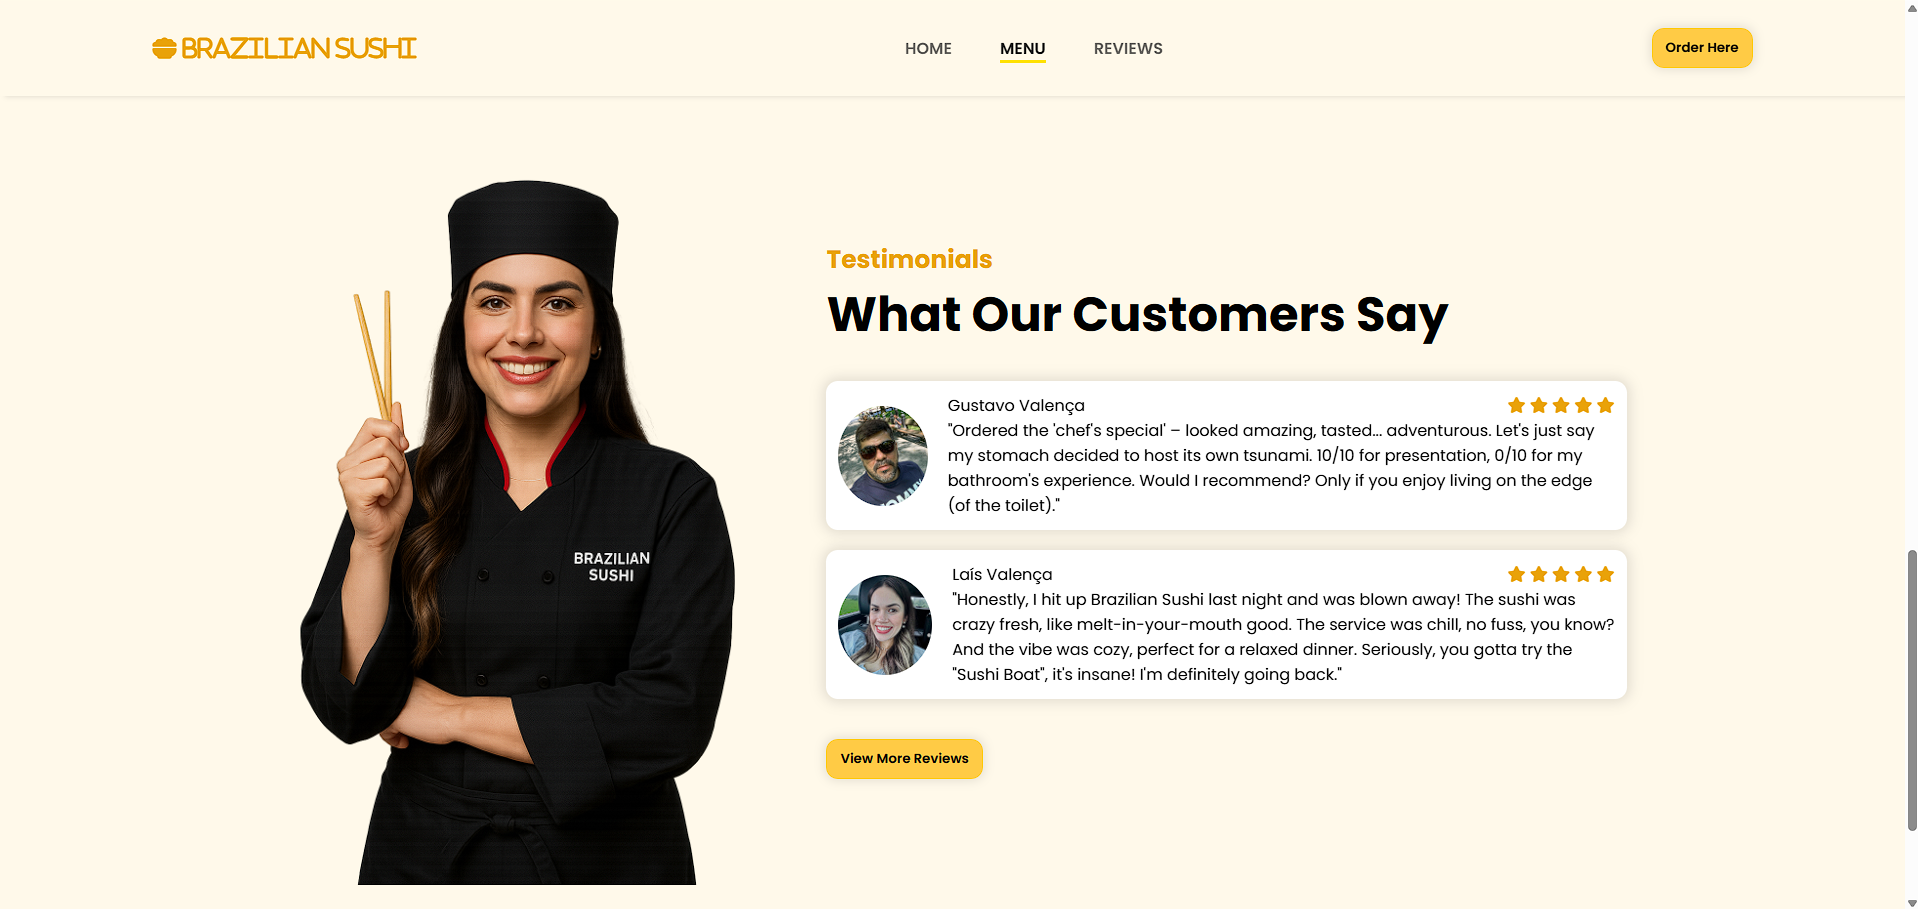 BRAZILIAN SUSHI
HOME
MENU
REVIEWS
Order Here
BRAZILIAN
SUSHI
Testimonials
What Our Customers Say
Gustavo Valença
"Ordered the 'chef's special' – looked amazing, tasted... adventurous. Let's just say
my stomach decided to host its own tsunami. 10/10 for presentation, 0/10 for my
bathroom's experience. Would I recommend? Only if you enjoy living on the edge
(of the toilet)."
Laís Valença
"Honestly, I hit up Brazilian Sushi last night and was blown away! The sushi was
crazy fresh, like melt-in-your-mouth good. The service was chill, no fuss, you know?
And the vibe was cozy, perfect for a relaxed dinner. Seriously, you gotta try the
"Sushi Boat", it's insane! I'm definitely going back."
View More Reviews